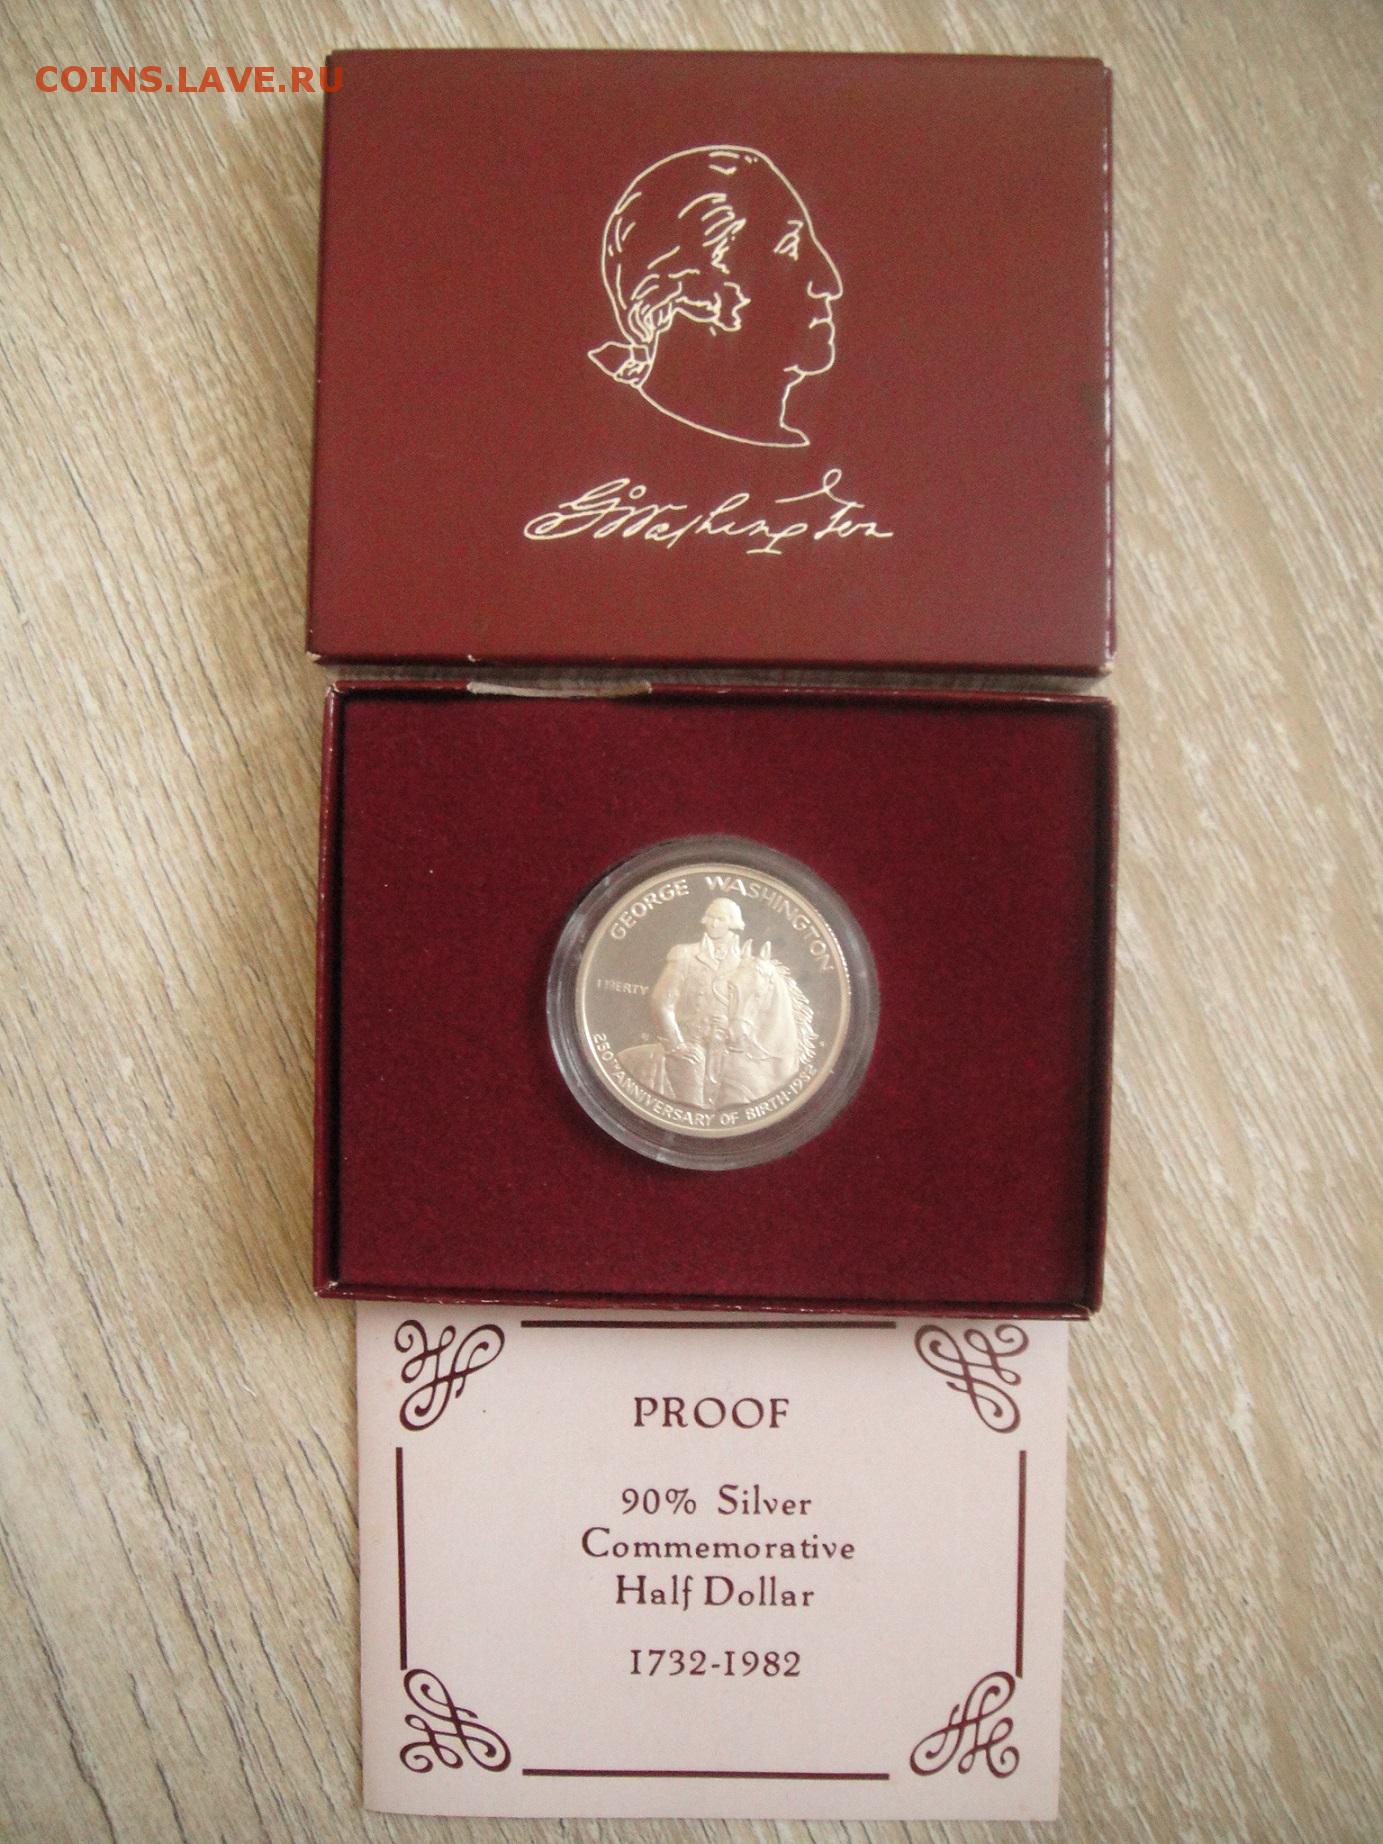 COINS.LAVE.RU
G Washington
GEORGE WASHINGTON
LIBERTY
250TH ANNIVERSARY OF BIRTH·1982
PROOF
90% Silver
Commemorative
Half Dollar
1732-1982